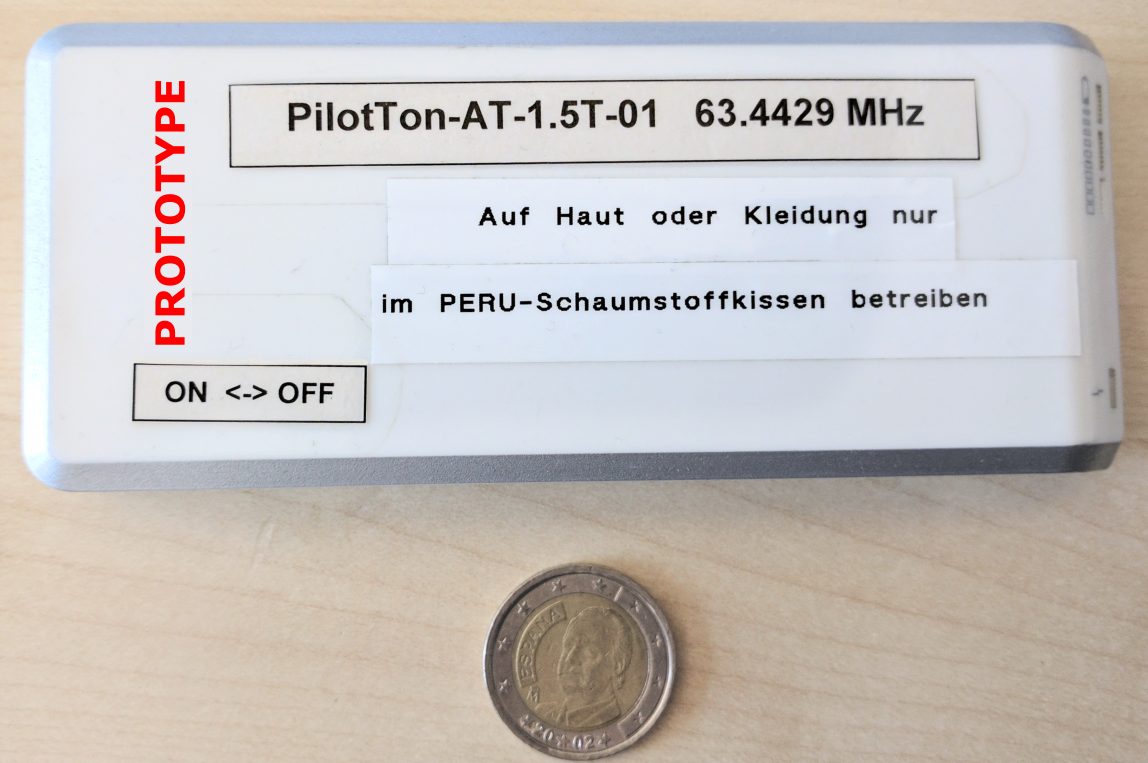 PROTOTYPE
PilotTon-AT-1.5T-01 63.4429 MHz
Auf Haut oder Kleidung nur
im PERU-Schaumstoffkissen betreiben
ON <-> OFF
ESPAÑA
2002